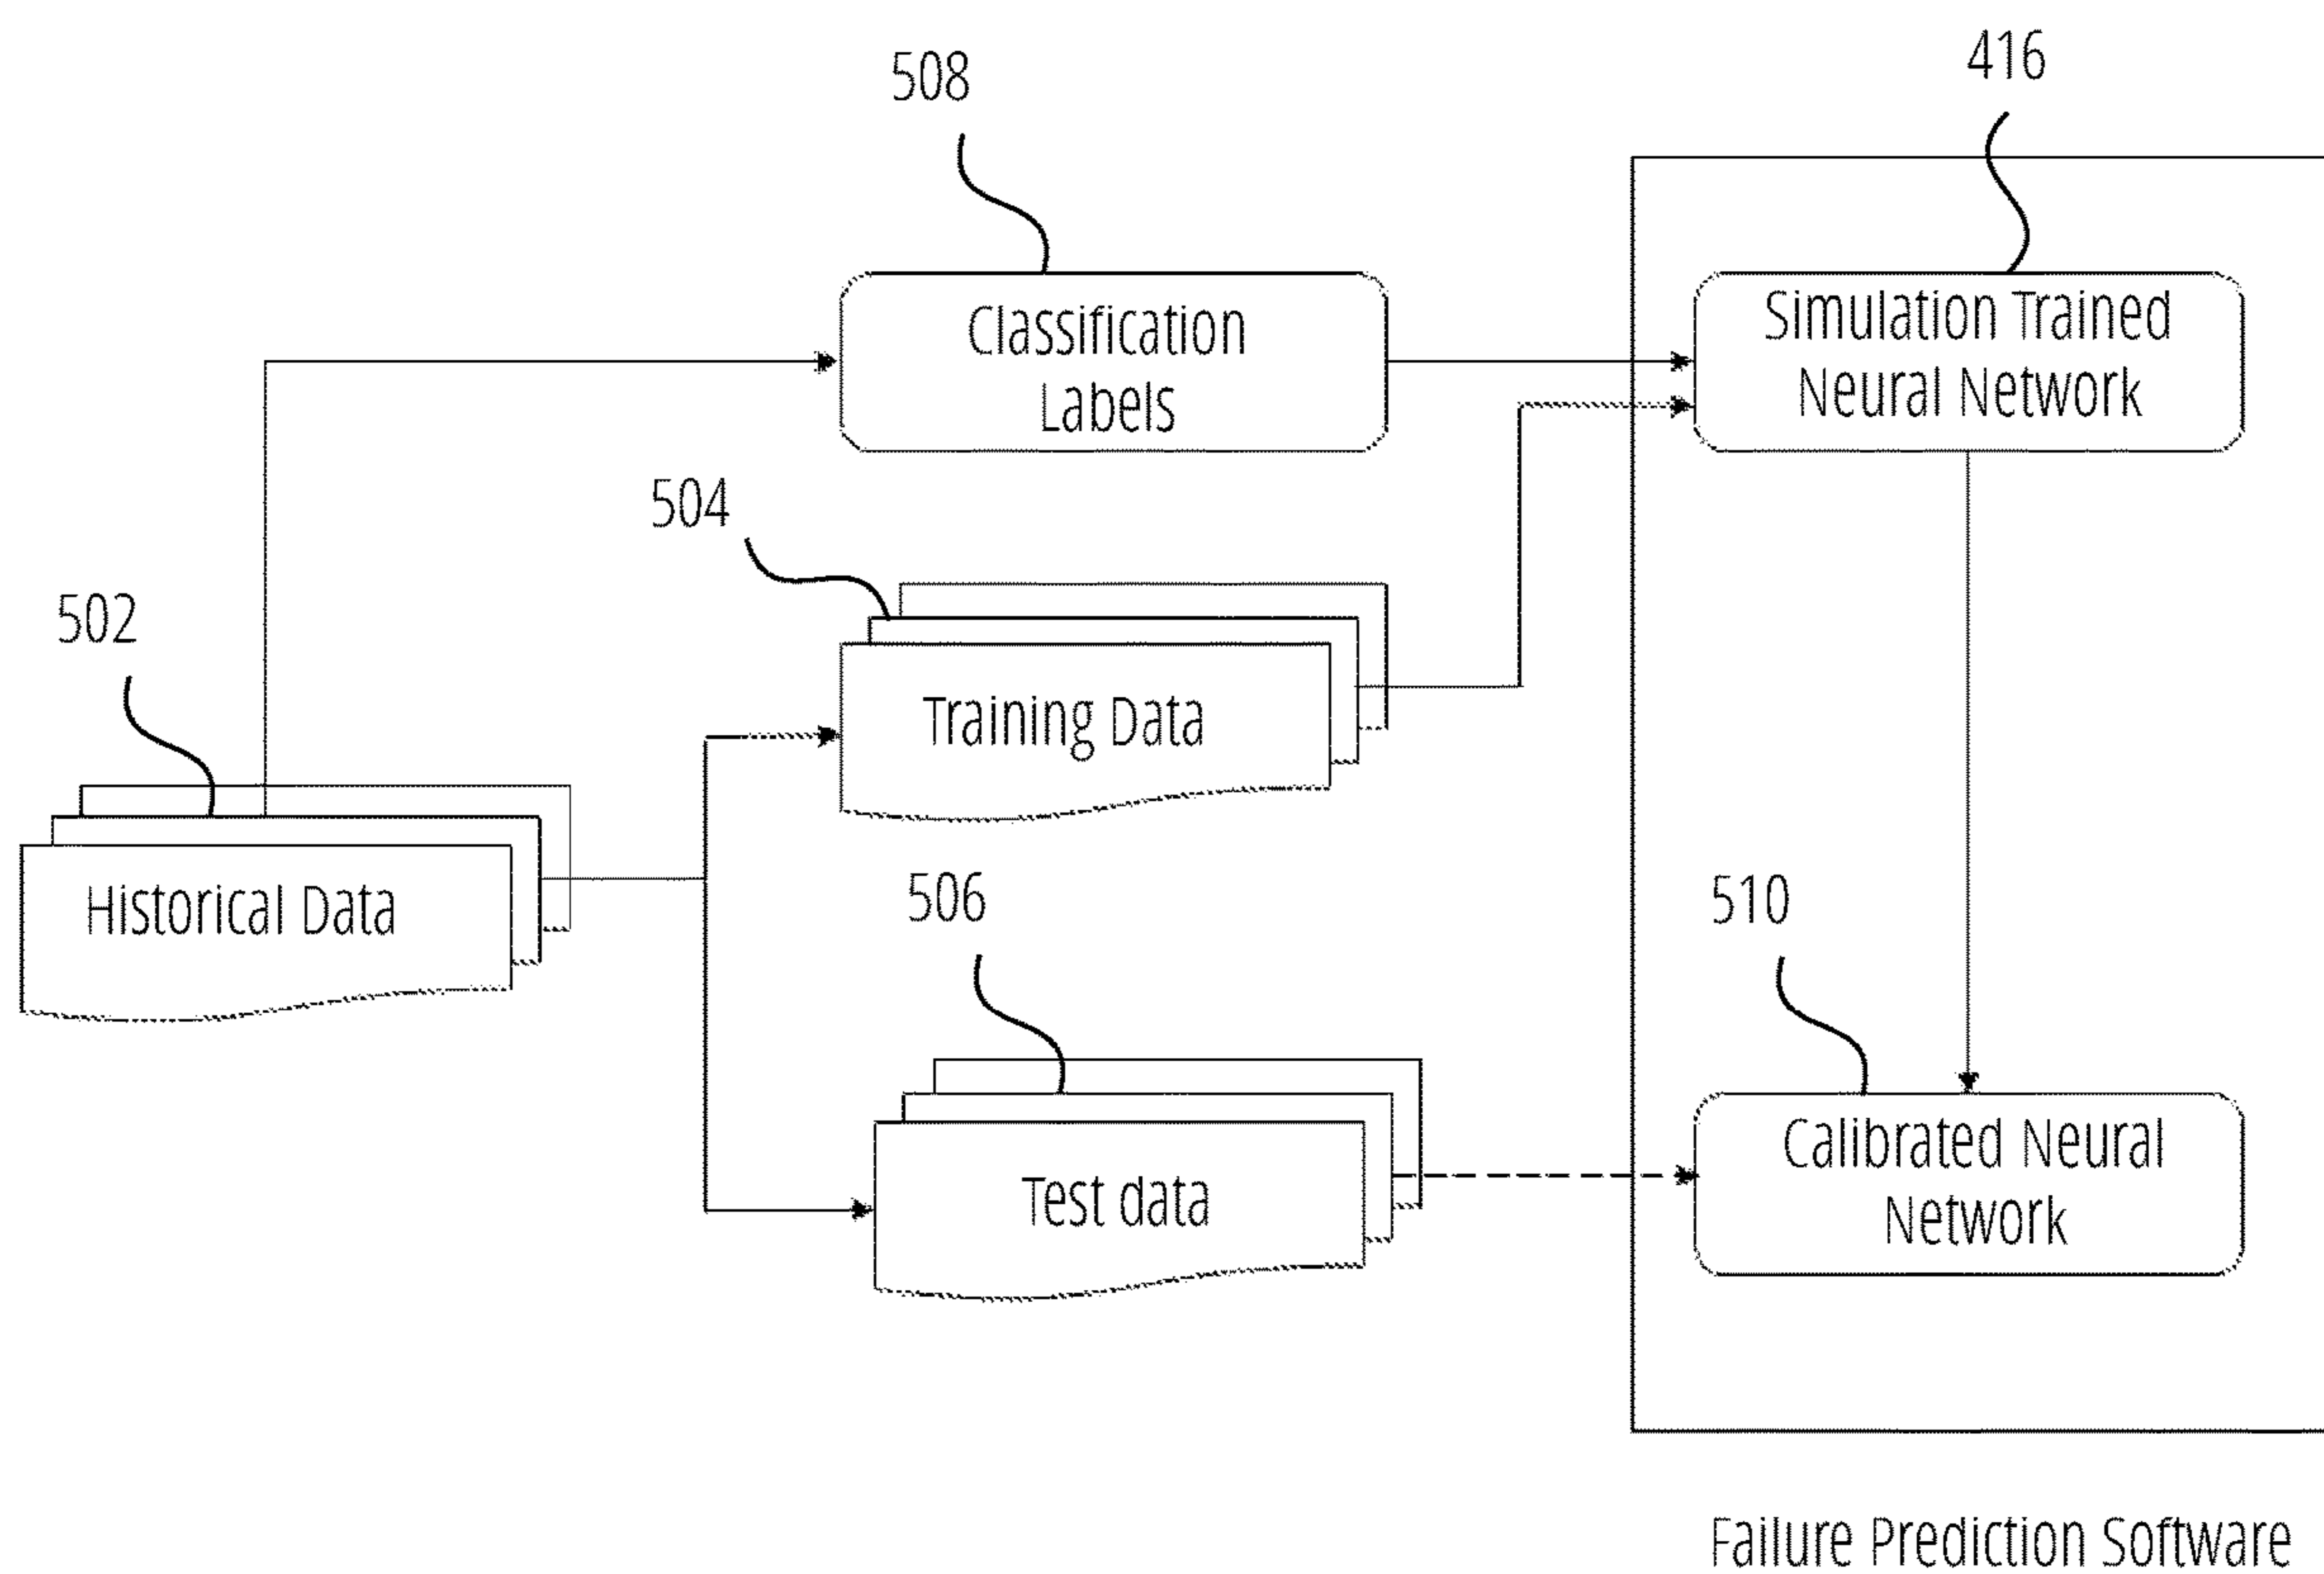 508
416
Classification
Labels
Simulation Trained
Neural Network
504
502
Training Data
Historical Data
506
510
Test data
Calibrated Neural
Network
Failure Prediction Software